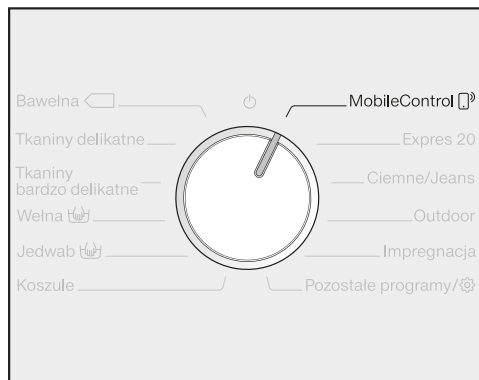 Bawełna
MobileControl
Tkaniny delikatne
Expres 20
Tkaniny
bardzo delikatne
Ciemne/Jeans
Wełna
Outdoor
Jedwab
Impregnacja
Koszule
Pozostałe programy/